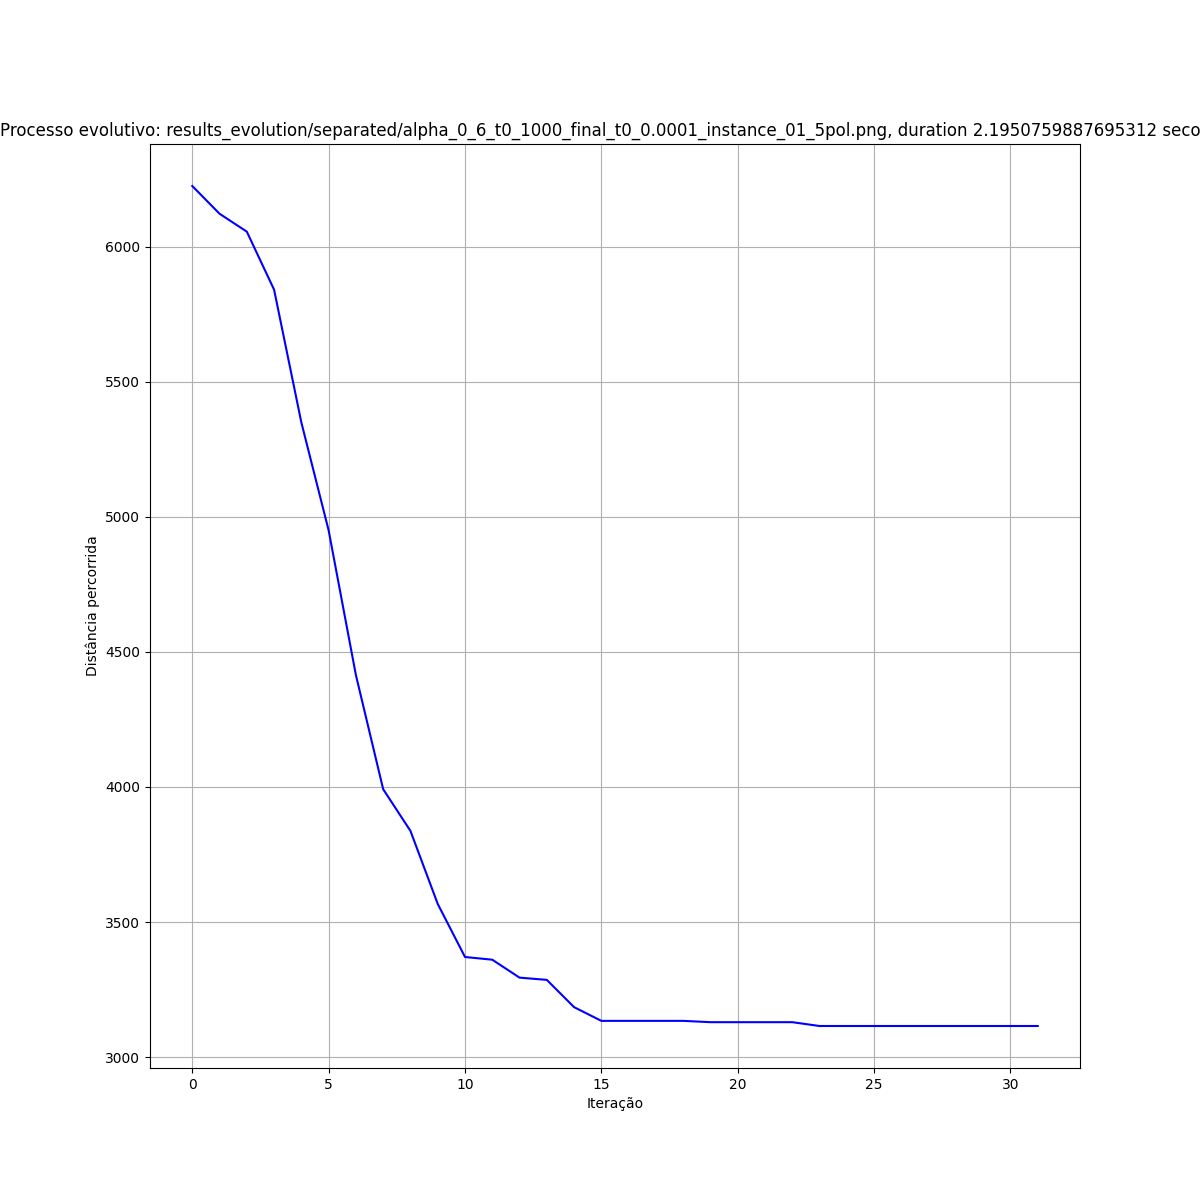 Processo evolutivo: results_evolution/separated/alpha_0_6_t0_1000_final_t0_0.0001_instance_01_5pol.png, duration 2.1950759887695312 seco
6000
5500
5000
4500
4000
3500
3000
Distância percorrida
0 5 10 15 20 25 30
Iteração